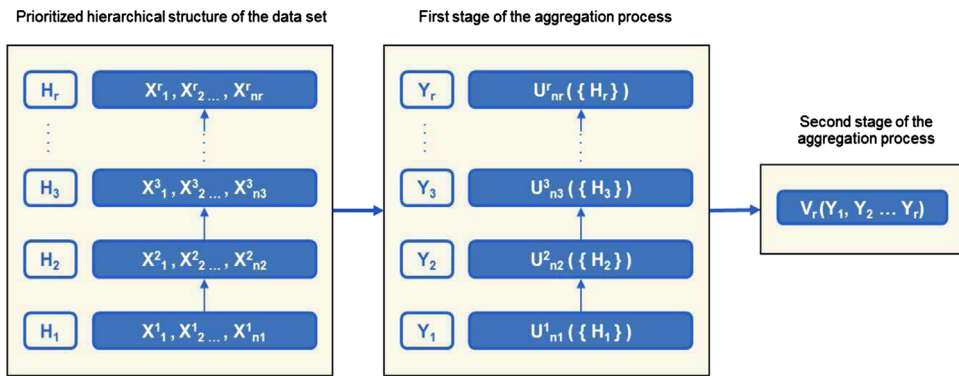 Prioritized hierarchical structure of the data set
Hᵣ
Xʳ₁ , Xʳ₂ ... , Xʳₙᵣ
H₃
X³₁ , X³₂ ... , X³ₙ₃
H₂
X²₁ , X²₂ ... , X²ₙ₂
H₁
X¹₁ , X¹₂ ... , X¹ₙ₁
First stage of the aggregation process
Yᵣ
Uʳₙᵣ ( { Hᵣ} )
Y₃
U³ₙ₃ ( { H₃} )
Y₂
U²ₙ₂ ( { H₂} )
Y₁
U¹ₙ₁ ( { H₁} )
Second stage of the
aggregation process
Vᵣ (Y₁, Y₂ ... Yᵣ)